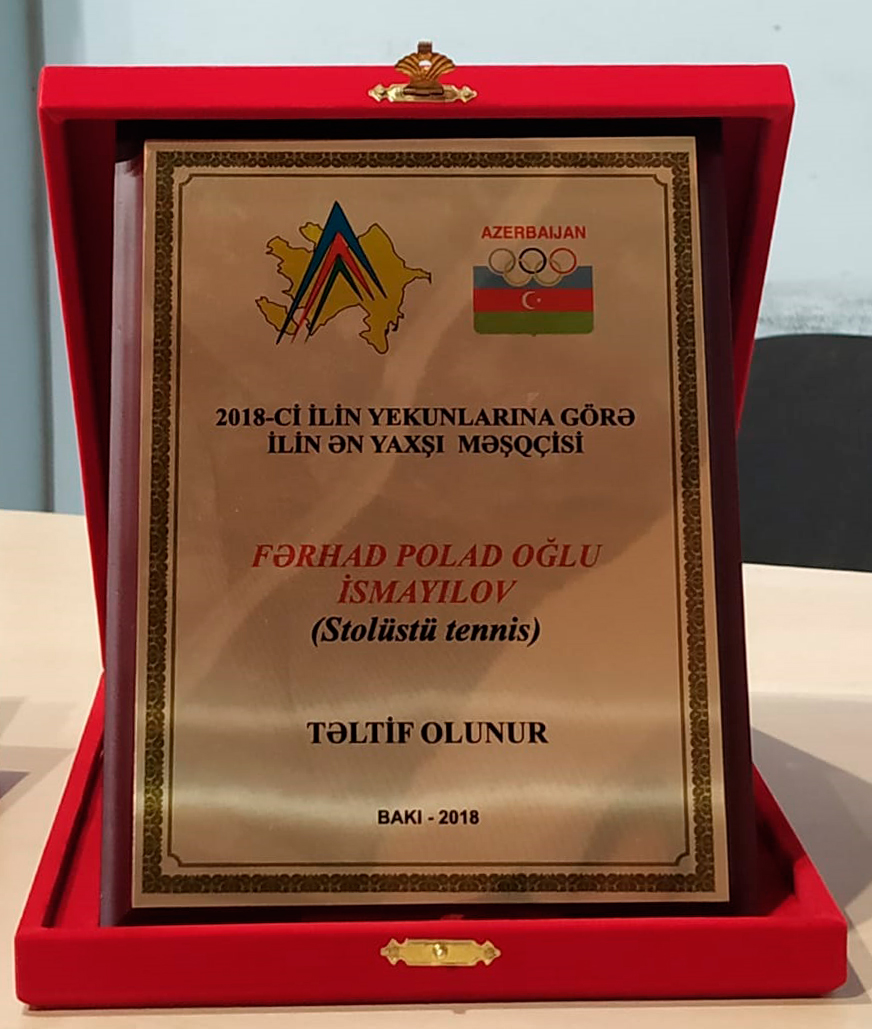 AZERBAIJAN
2018-Cİ İLİN YEKUNLARINA GÖRƏ
İLİN ƏN YAXŞI MƏŞQÇİSİ
FƏRHAD POLAD OĞLU
İSMAYILOV
(Stolüstü tennis)
TƏLTİF OLUNUR
BAKI - 2018